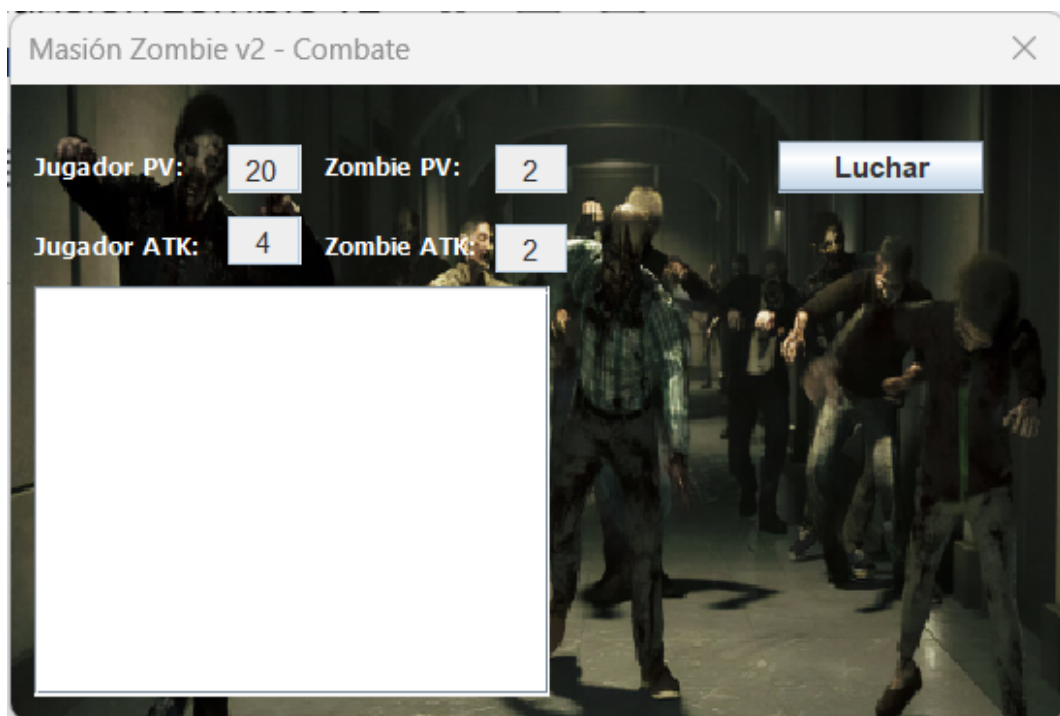 Masión Zombie v2 - Combate
Jugador PV: 20 Zombie PV: 2 Luchar
Jugador ATK: 4 Zombie ATK: 2